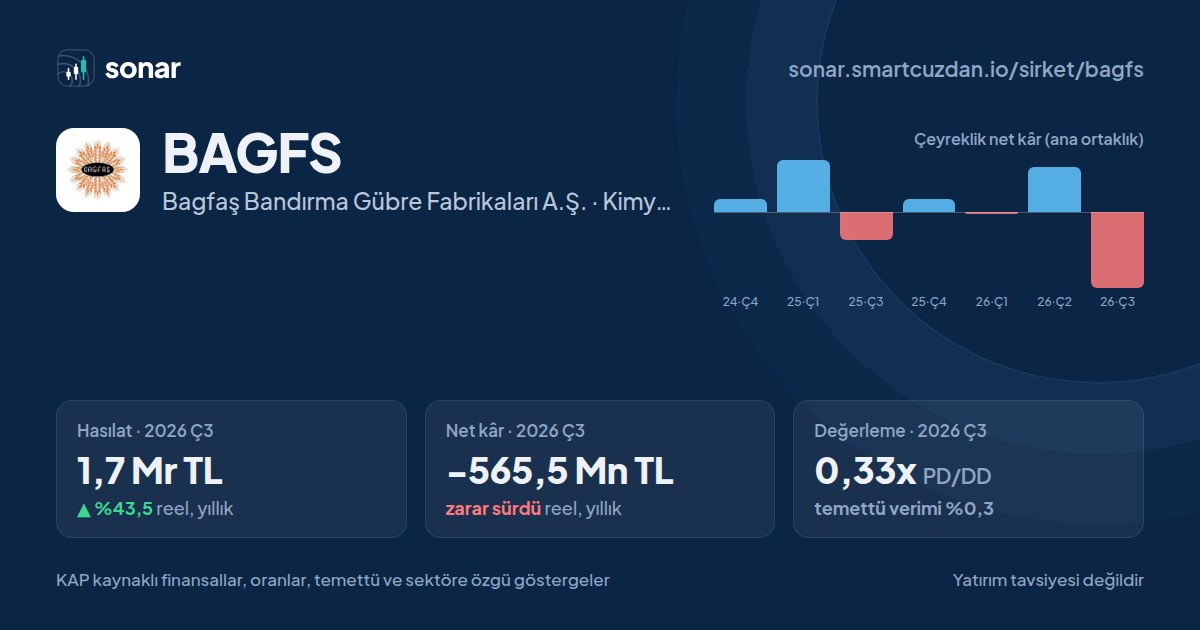 sonar
sonar.smartcuzdan.io/sirket/bagfs
BAGFAŞ
BAGFS
Bagfaş Bandırma Gübre Fabrikaları A.Ş. · Kimy...
Çeyreklik net kâr (ana ortaklık)
24·Ç4 25·Ç1 25·Ç3 25·Ç4 26·Ç1 26·Ç2 26·Ç3
Hasılat · 2026 Ç3
1,7 Mr TL
▲ %43,5 reel, yıllık
Net kâr · 2026 Ç3
−565,5 Mn TL
zarar sürdü reel, yıllık
Değerleme · 2026 Ç3
0,33x PD/DD
temettü verimi %0,3
KAP kaynaklı finansallar, oranlar, temettü ve sektöre özgü göstergeler
Yatırım tavsiyesi değildir